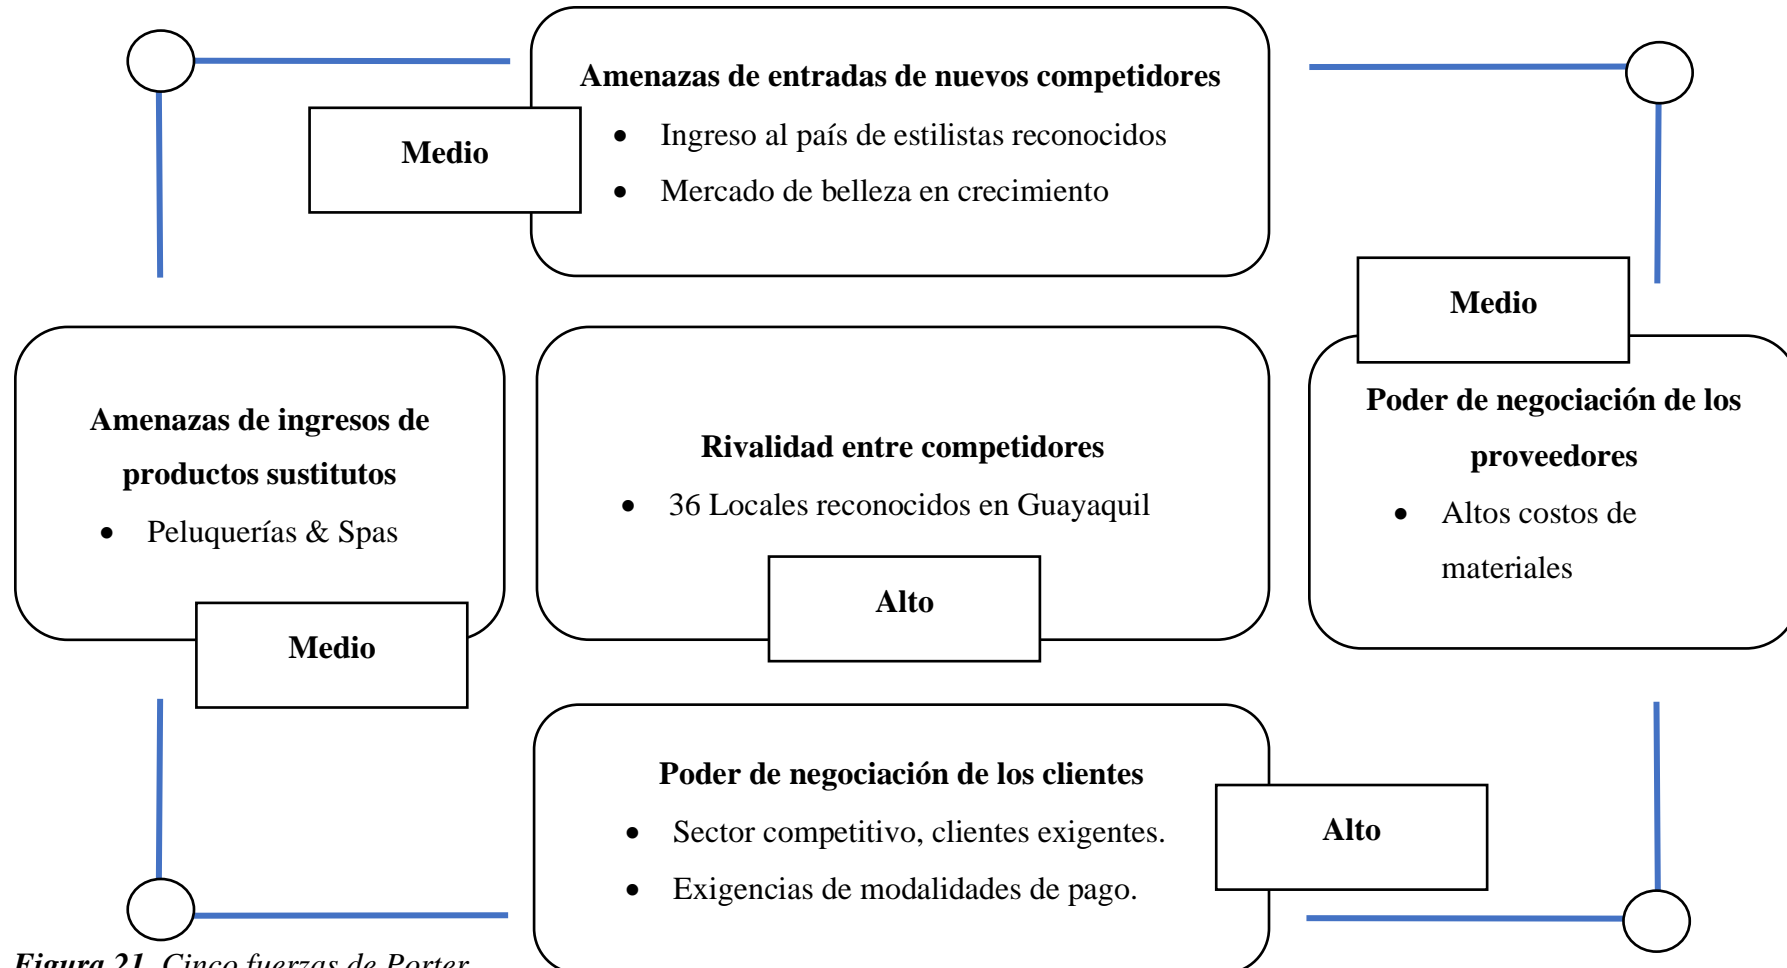 Amenazas de entradas de nuevos competidores
• Ingreso al país de estilistas reconocidos
• Mercado de belleza en crecimiento
Medio
Medio
Amenazas de ingresos de
productos sustitutos
• Peluquerías & Spas
Medio
Rivalidad entre competidores
• 36 Locales reconocidos en Guayaquil
Alto
Poder de negociación de los
proveedores
• Altos costos de
materiales
Poder de negociación de los clientes
• Sector competitivo, clientes exigentes.
• Exigencias de modalidades de pago.
Alto
Figura 21. Cinco fuerzas de Porter